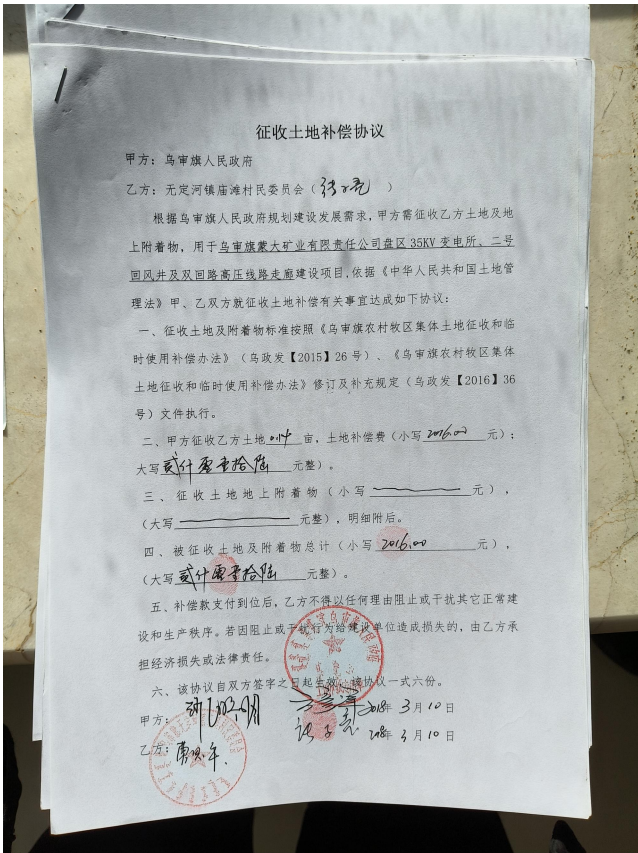 征收土地补偿协议
甲方：乌审旗人民政府
乙方：无定河镇庙滩村民委员会（ ）
根据乌审旗人民政府规划建设发展需求，甲方需征收乙方土地及地
上附着物，用于乌审旗蒙大矿业有限责任公司盘区35KV变电所、二号
回风井及双回路高压线路走廊建设项目，依据《中华人民共和国土地管
理法》甲、乙双方就征收土地补偿有关事宜达成如下协议：
一、征收土地及附着物标准按照《乌审旗农村牧区集体土地征收和临
时使用补偿办法》（乌政发【2015】26号）、《乌审旗农村牧区集体
土地征收和临时使用补偿办法》修订及补充规定（乌政发【2016】36
号）文件执行。
二、甲方征收乙方土地0.14亩，土地补偿费（小写2016.00元）；
大写贰仟零壹拾陆元整）。
三、征收土地地上附着物（小写 元），
（大写 元整），明细附后。
四、被征收土地及附着物总计（小写2016.00元），
（大写贰仟零壹拾陆元整）。
五、补偿款支付到位后，乙方不得以任何理由阻止或干扰其它正常建
设和生产秩序。若因阻止或干扰行为给建设单位造成损失的，由乙方承
担经济损失或法律责任。
六、该协议自双方签字之日起生效，该协议一式六份。
甲方： 2018年3月10日
乙方： 2018年3月10日